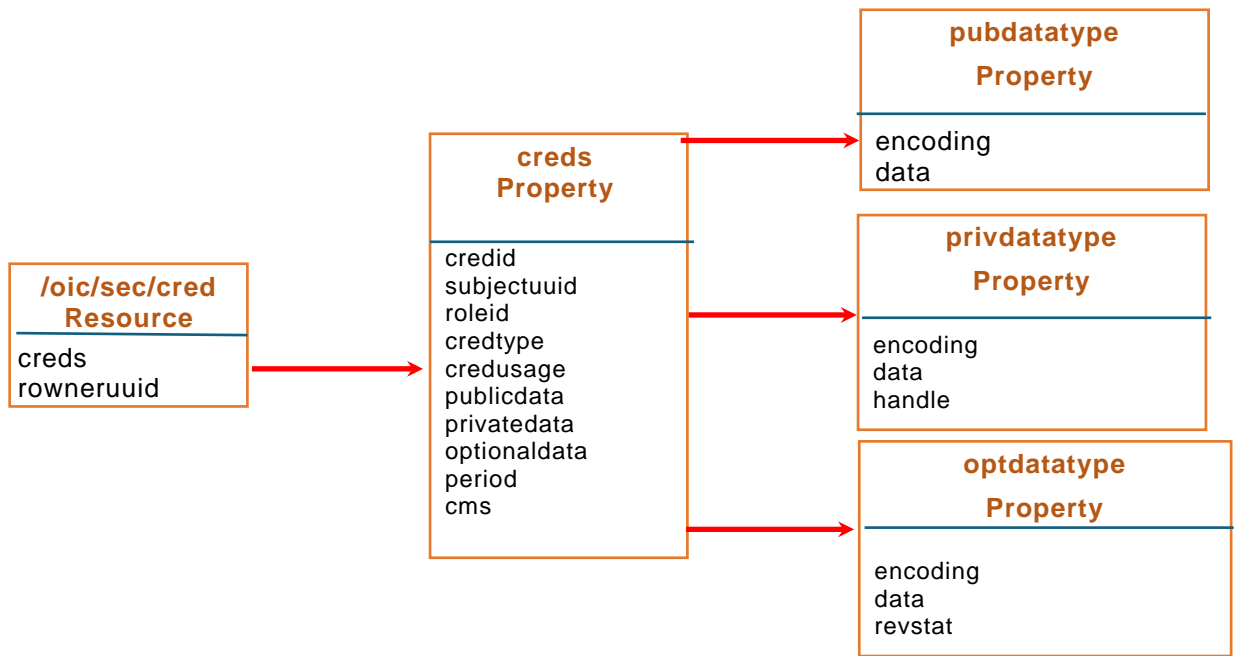 /oic/sec/cred
Resource
creds
rowneruuid
creds
Property
credid
subjectuuid
roleid
credtype
credusage
publicdata
privatedata
optionaldata
period
cms
pubdatatype
Property
encoding
data
privdatatype
Property
encoding
data
handle
optdatatype
Property
encoding
data
revstat